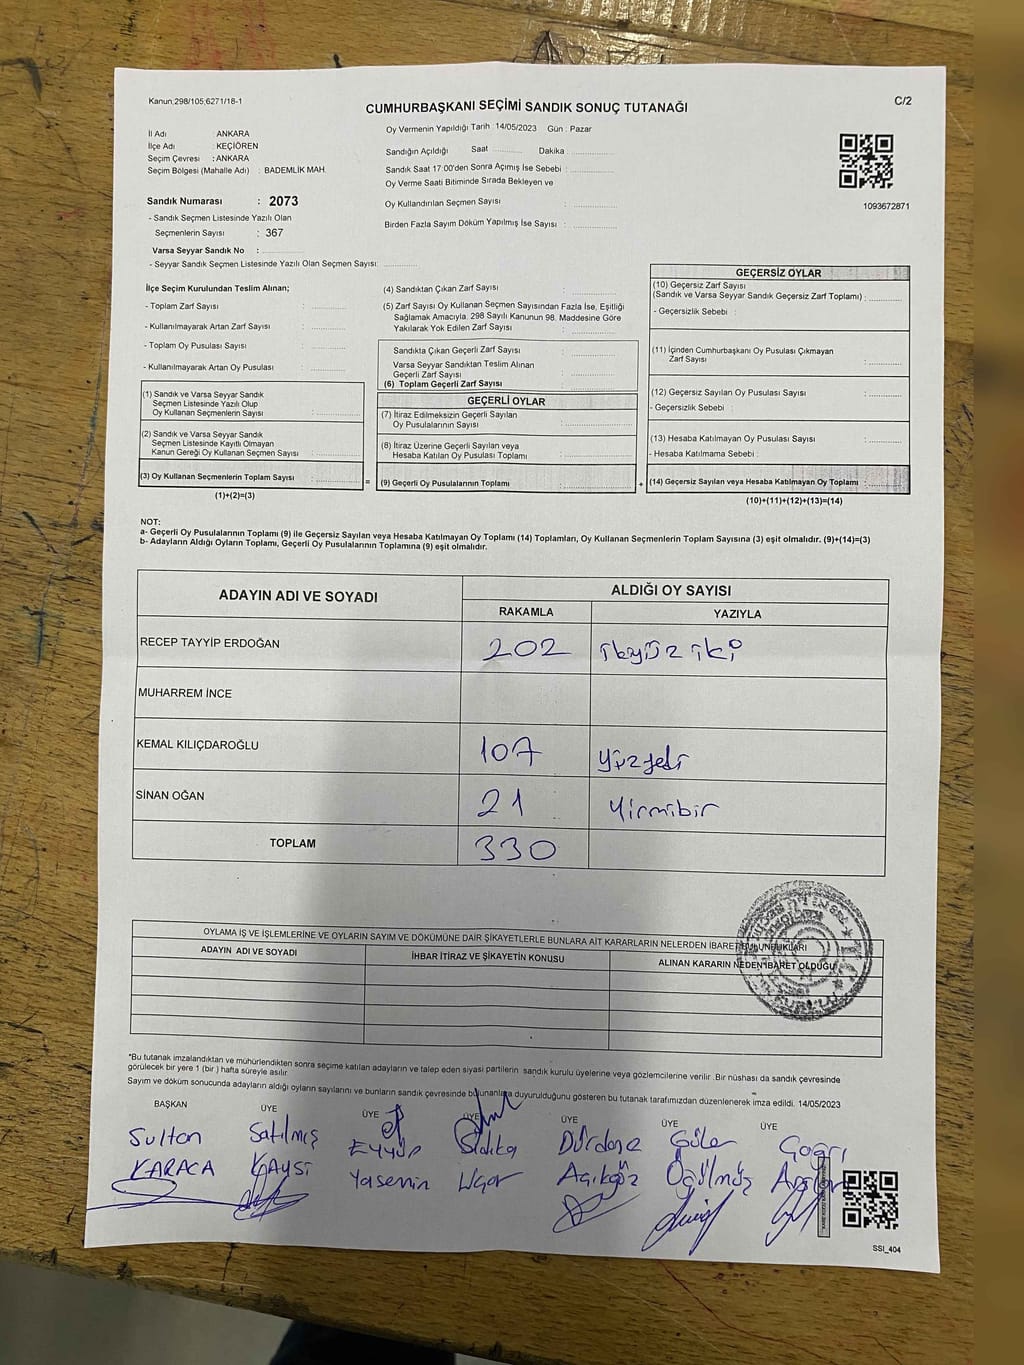 Kanun,298/105,6271/18-1
CUMHURBAŞKANI SEÇİMİ SANDIK SONUÇ TUTANAĞI
C/2
İl Adı : ANKARA
İlçe Adı : KEÇİÖREN
Seçim Çevresi : ANKARA
Seçim Bölgesi (Mahalle Adı) : BADEMLİK MAH.
Sandık Numarası : 2073
- Sandık Seçmen Listesinde Yazılı Olan
Seçmenlerin Sayısı : 367
Varsa Seyyar Sandık No :
- Seyyar Sandık Seçmen Listesinde Yazılı Olan Seçmen Sayısı:
Oy Vermenin Yapıldığı Tarih : 14/05/2023 Gün : Pazar
Sandığın Açıldığı Saat Dakika
Sandık Saat 17:00'den Sonra Açımış İse Sebebi :
Oy Verme Saati Bitiminde Sırada Bekleyen ve
Oy Kullandırılan Seçmen Sayısı :
Birden Fazla Sayım Döküm Yapılmış İse Sayısı :
1093672871
İlçe Seçim Kurulundan Teslim Alınan;
- Toplam Zarf Sayısı :
- Kullanılmayarak Artan Zarf Sayısı :
- Toplam Oy Pusulası Sayısı :
- Kullanılmayarak Artan Oy Pusulası :
(1) Sandık ve Varsa Seyyar Sandık
Seçmen Listesinde Yazılı Olup
Oy Kullanan Seçmenlerin Sayısı :
(2) Sandık ve Varsa Seyyar Sandık
Seçmen Listesinde Kayıtlı Olmayan
Kanun Gereği Oy Kullanan Seçmen Sayısı :
(3) Oy Kullanan Seçmenlerin Toplam Sayısı :
(1)+(2)=(3)
=
(4) Sandıktan Çıkan Zarf Sayısı :
(5) Zarf Sayısı Oy Kullanan Seçmen Sayısından Fazla İse, Eşitliği
Sağlamak Amacıyla, 298 Sayılı Kanunun 98. Maddesine Göre
Yakılarak Yok Edilen Zarf Sayısı :
Sandıkta Çıkan Geçerli Zarf Sayısı :
Varsa Seyyar Sandıktan Teslim Alınan
Geçerli Zarf Sayısı :
(6) Toplam Geçerli Zarf Sayısı :
GEÇERLİ OYLAR
(7) İtiraz Edilmeksizin Geçerli Sayılan
Oy Pusulalarının Sayısı :
(8) İtiraz Üzerine Geçerli Sayılan veya
Hesaba Katılan Oy Pusulası Toplamı :
(9) Geçerli Oy Pusulalarının Toplamı :
+
GEÇERSİZ OYLAR
(10) Geçersiz Zarf Sayısı
(Sandık ve Varsa Seyyar Sandık Geçersiz Zarf Toplamı) :
- Geçersizlik Sebebi :
(11) İçinden Cumhurbaşkanı Oy Pusulası Çıkmayan
Zarf Sayısı
(12) Geçersiz Sayılan Oy Pusulası Sayısı :
- Geçersizlik Sebebi :
(13) Hesaba Katılmayan Oy Pusulası Sayısı :
- Hesaba Katılmama Sebebi :
(14) Geçersiz Sayılan veya Hesaba Katılmayan Oy Toplamı :
(10)+(11)+(12)+(13)=(14)
NOT:
a- Geçerli Oy Pusulalarının Toplamı (9) ile Geçersiz Sayılan veya Hesaba Katılmayan Oy Toplamı (14) Toplamları, Oy Kullanan Seçmenlerin Toplam Sayısına (3) eşit olmalıdır. (9)+(14)=(3)
b- Adayların Aldığı Oyların Toplamı, Geçerli Oy Pusulalarının Toplamına (9) eşit olmalıdır.
ADAYIN ADI VE SOYADI ALDIĞI OY SAYISI
RAKAMLA YAZIYLA
RECEP TAYYİP ERDOĞAN 202 ikiyüz iki
MUHARREM İNCE
KEMAL KILIÇDAROĞLU 107 yüzyedi
SİNAN OĞAN 21 Yirmibir
TOPLAM 330
OYLAMA İŞ VE İŞLEMLERİNE VE OYLARIN SAYIM VE DÖKÜMÜNE DAİR ŞİKAYETLERLE BUNLARA AİT KARARLARIN NELERDEN İBARET BULUNDUKLARI
ADAYIN ADI VE SOYADI İHBAR İTİRAZ VE ŞİKAYETİN KONUSU ALINAN KARARIN NEDEN İBARET OLDUĞU
*Bu tutanak imzalandıktan ve mühürlendikten sonra seçime katılan adayların ve talep eden siyasi partilerin sandık kurulu üyelerine veya gözlemcilerine verilir .Bir nüshası da sandık çevresinde
görülecek bir yere 1 (bir ) hafta süreyle asılır.
Sayım ve döküm sonucunda adayların aldığı oyların sayılarını ve bunların sandık çevresinde bulunanlara duyurulduğunu gösteren bu tutanak tarafımızdan düzenlenerek imza edildi. 14/05/2023
BAŞKAN ÜYE ÜYE ÜYE ÜYE ÜYE ÜYE
Sultan Satılmış Eyyüp Sıdıka Dürdane Güler Çağrı
KARACA KAYSI Yasemin Uçar Açıkgöz Öğülmüş
SSI_404